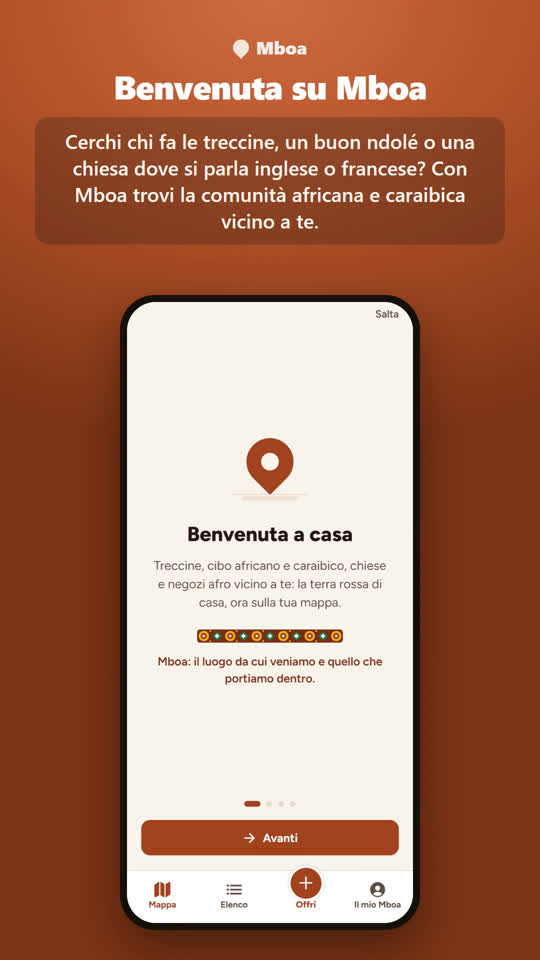 Mboa
Benvenuta su Mboa
Cerchi chi fa le treccine, un buon ndolé o una
chiesa dove si parla inglese o francese? Con
Mboa trovi la comunità africana e caraibica
vicino a te.
Salta
Benvenuta a casa
Treccine, cibo africano e caraibico, chiese
e negozi afro vicino a te: la terra rossa di
casa, ora sulla tua mappa.
Mboa: il luogo da cui veniamo e quello che
portiamo dentro.
Avanti
Mappa
Elenco
Offri
Il mio Mboa